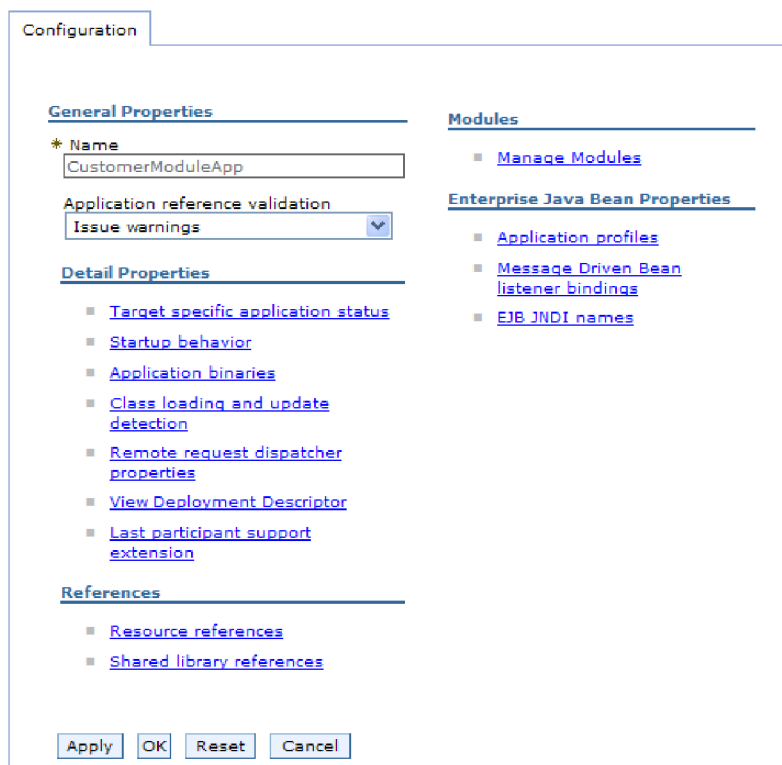 Configuration
General Properties
* Name
CustomerModuleApp
Application reference validation
Issue warnings
Detail Properties
Target specific application status
Startup behavior
Application binaries
Class loading and update
detection
Remote request dispatcher
properties
View Deployment Descriptor
Last participant support
extension
References
Resource references
Shared library references
Modules
Manage Modules
Enterprise Java Bean Properties
Application profiles
Message Driven Bean
listener bindings
EJB JNDI names
Apply OK Reset Cancel